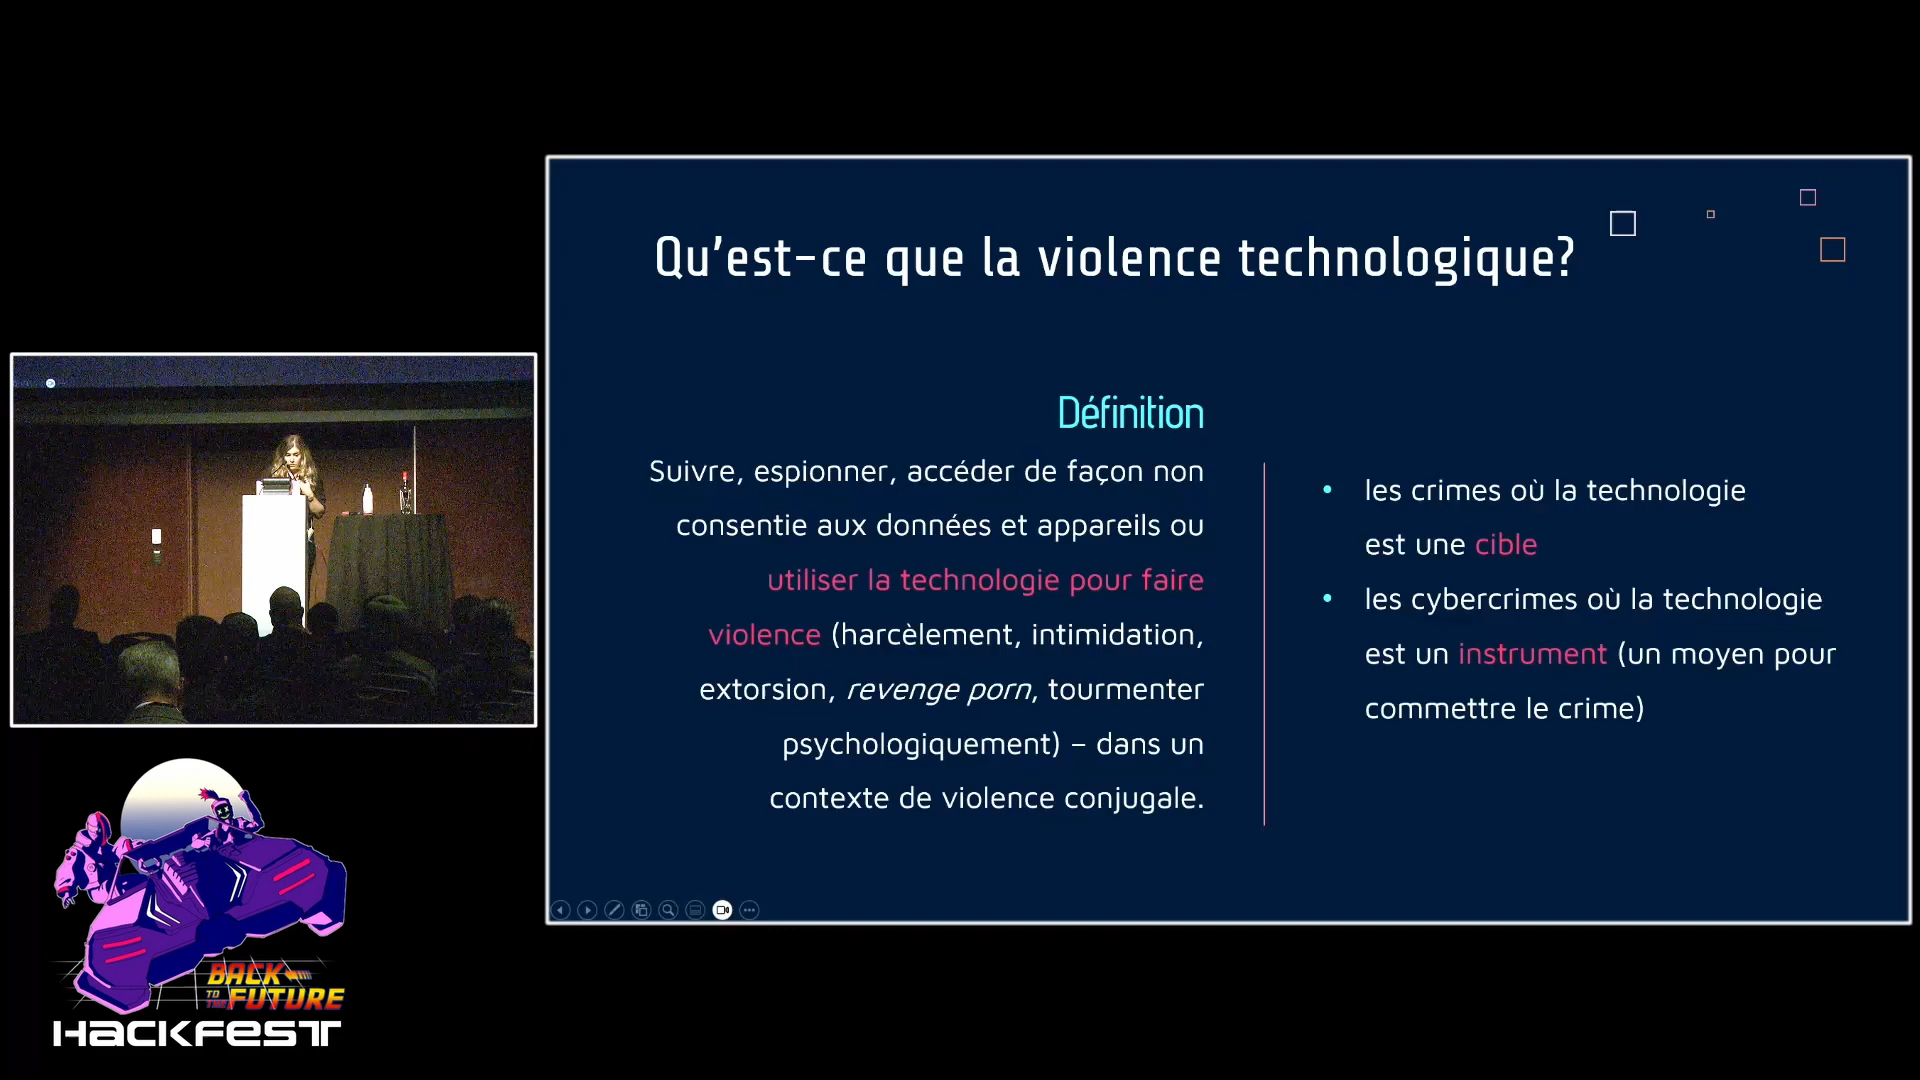 Qu’est-ce que la violence technologique?
Définition
Suivre, espionner, accéder de façon non
consentie aux données et appareils ou
utiliser la technologie pour faire
violence (harcèlement, intimidation,
extorsion, revenge porn, tourmenter
psychologiquement) – dans un
contexte de violence conjugale.
• les crimes où la technologie
est une cible
• les cybercrimes où la technologie
est un instrument (un moyen pour
commettre le crime)
BACK
TO THE FUTURE
HACKFEST